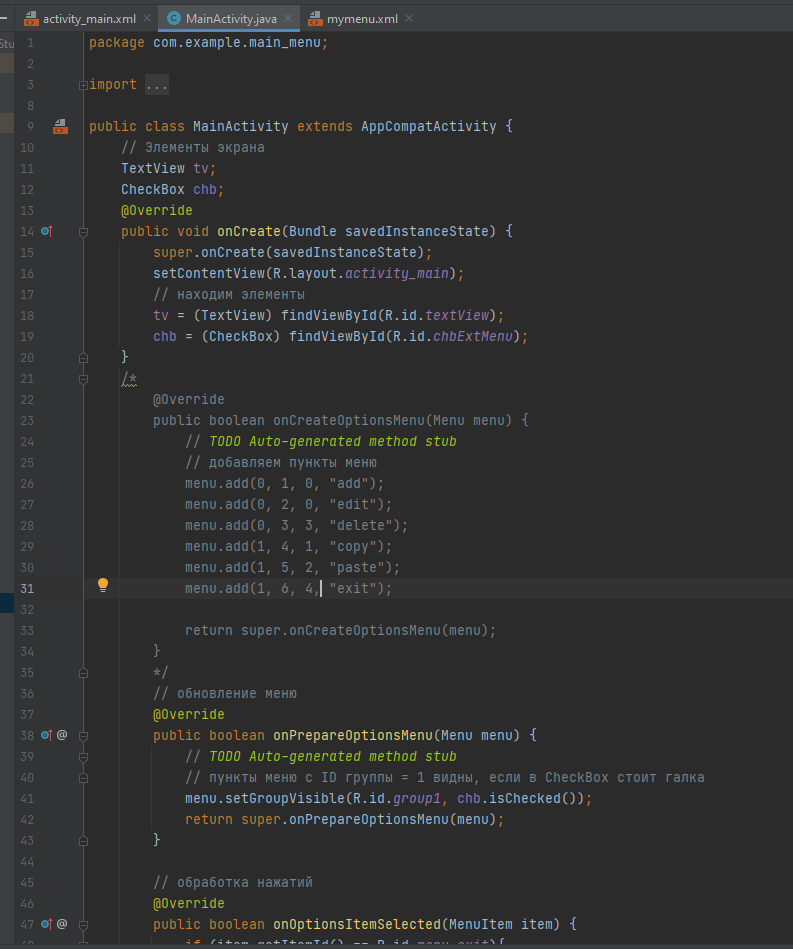 activity_main.xml MainActivity.java mymenu.xml
Stu
1 package com.example.main_menu;
2
3 import ...
8
9 public class MainActivity extends AppCompatActivity {
10 // Элементы экрана
11 TextView tv;
12 CheckBox chb;
13 @Override
14 public void onCreate(Bundle savedInstanceState) {
15 super.onCreate(savedInstanceState);
16 setContentView(R.layout.activity_main);
17 // находим элементы
18 tv = (TextView) findViewById(R.id.textView);
19 chb = (CheckBox) findViewById(R.id.chbExtMenu);
20 }
21 /*
22 @Override
23 public boolean onCreateOptionsMenu(Menu menu) {
24 // TODO Auto-generated method stub
25 // добавляем пункты меню
26 menu.add(0, 1, 0, "add");
27 menu.add(0, 2, 0, "edit");
28 menu.add(0, 3, 3, "delete");
29 menu.add(1, 4, 1, "copy");
30 menu.add(1, 5, 2, "paste");
31 menu.add(1, 6, 4, "exit");
32
33 return super.onCreateOptionsMenu(menu);
34 }
35 */
36 // обновление меню
37 @Override
38 @ public boolean onPrepareOptionsMenu(Menu menu) {
39 // TODO Auto-generated method stub
40 // пункты меню с ID группы = 1 видны, если в CheckBox стоит галка
41 menu.setGroupVisible(R.id.group1, chb.isChecked());
42 return super.onPrepareOptionsMenu(menu);
43 }
44
45 // обработка нажатий
46 @Override
47 @ public boolean onOptionsItemSelected(MenuItem item) {
48 if (item.getItemId() == R.id.menu_exit){